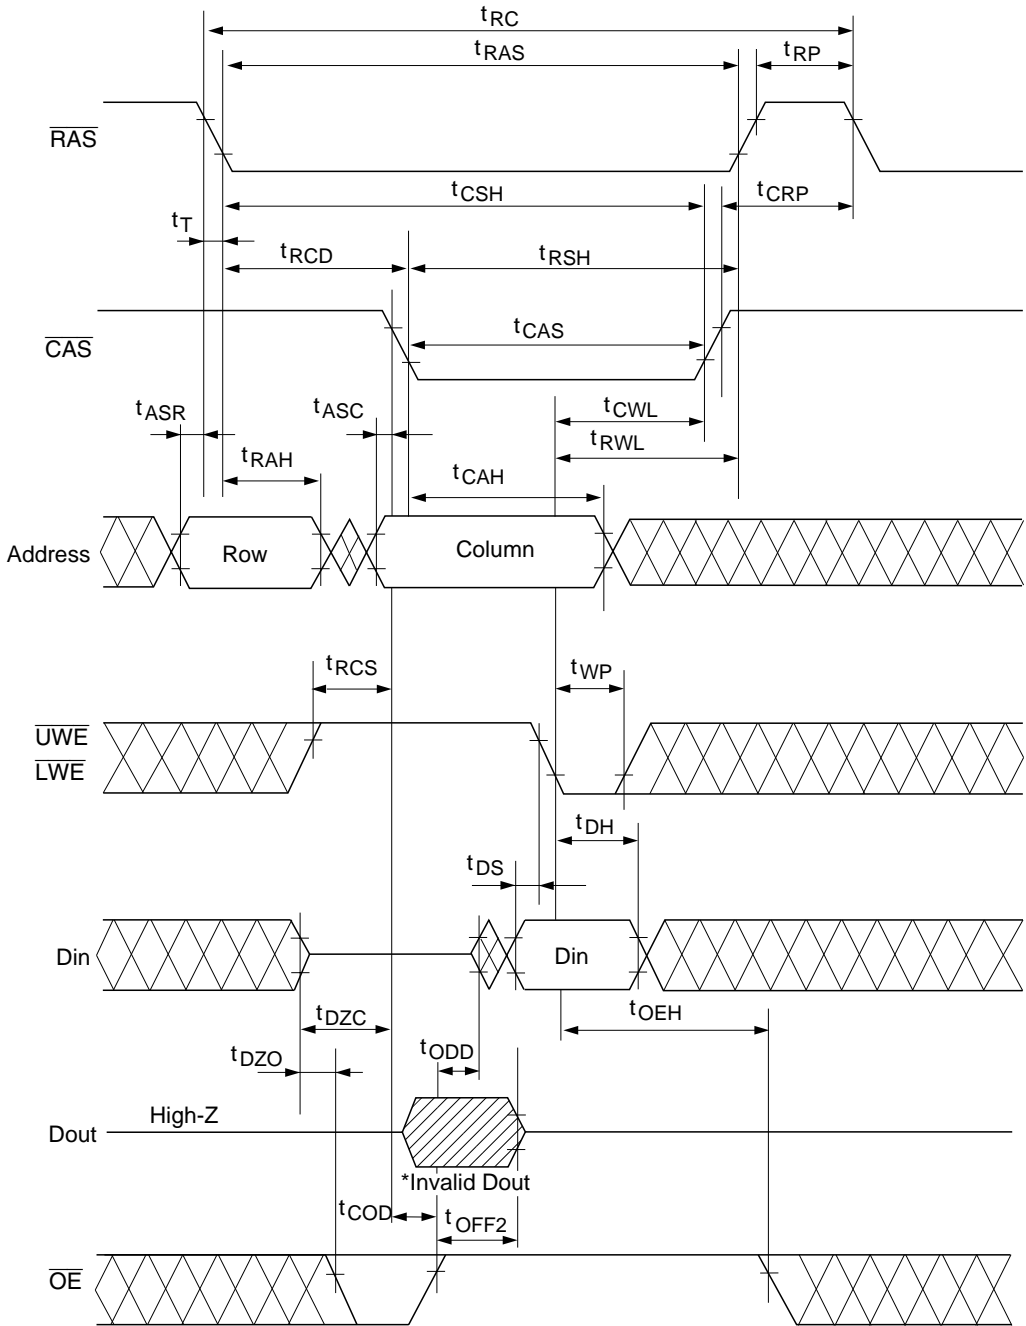 tRC
tRAS
tRP
RAS
tCSH
tCRP
tT
tRCD
tRSH
CAS
tCAS
tASR
tASC
tCWL
tRWL
tRAH
tCAH
Address
Row
Column
tRCS
tWP
UWE
LWE
tDH
tDS
Din
Din
tDZC
tOEH
tDZO
tODD
High-Z
Dout
*Invalid Dout
tCOD
tOFF2
OE